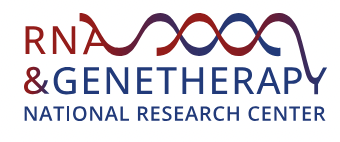 RNA
&GENETHERAPY
NATIONAL RESEARCH CENTER